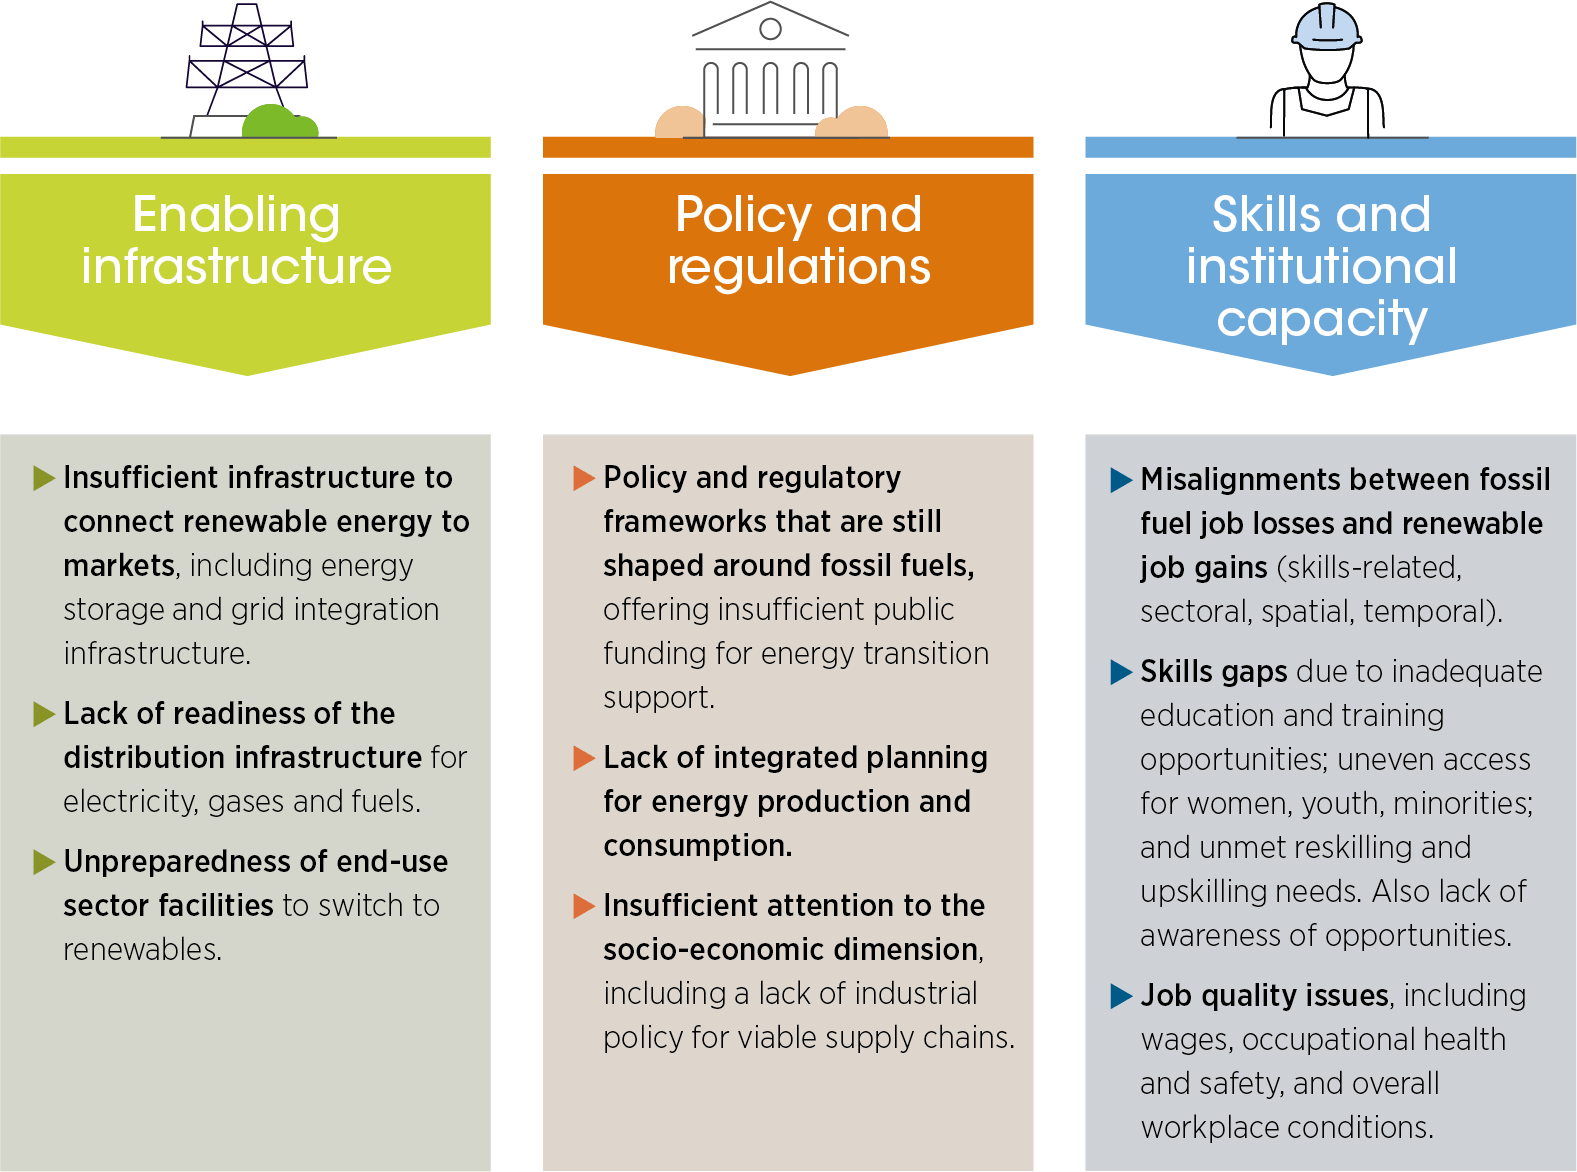 Enabling
infrastructure
Insufficient infrastructure to
connect renewable energy to
markets, including energy
storage and grid integration
infrastructure.
Lack of readiness of the
distribution infrastructure for
electricity, gases and fuels.
Unpreparedness of end-use
sector facilities to switch to
renewables.
Policy and
regulations
Policy and regulatory
frameworks that are still
shaped around fossil fuels,
offering insufficient public
funding for energy transition
support.
Lack of integrated planning
for energy production and
consumption.
Insufficient attention to the
socio-economic dimension,
including a lack of industrial
policy for viable supply chains.
Skills and
institutional
capacity
Misalignments between fossil
fuel job losses and renewable
job gains (skills-related,
sectoral, spatial, temporal).
Skills gaps due to inadequate
education and training
opportunities; uneven access
for women, youth, minorities;
and unmet reskilling and
upskilling needs. Also lack of
awareness of opportunities.
Job quality issues, including
wages, occupational health
and safety, and overall
workplace conditions.